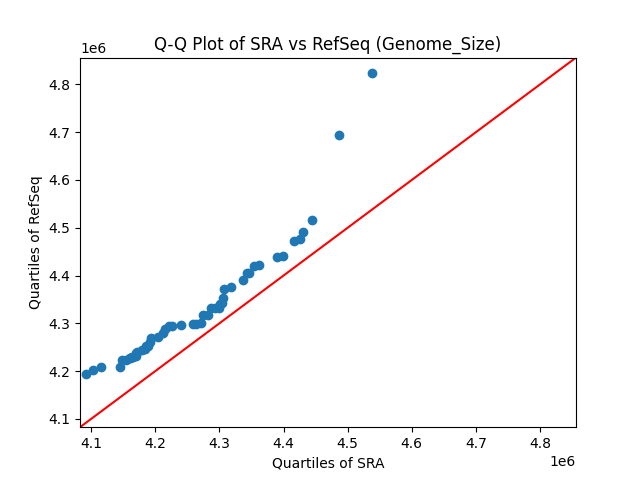 Q-Q Plot of SRA vs RefSeq (Genome_Size)
1e6
4.8
4.7
4.6
4.5
4.4
4.3
4.2
4.1
Quartiles of RefSeq
4.1 4.2 4.3 4.4 4.5 4.6 4.7 4.8
1e6
Quartiles of SRA